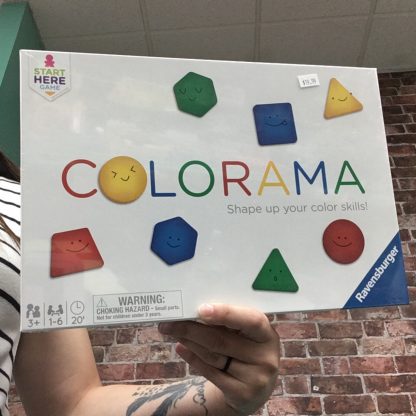 START
HERE
GAME
$19.99
COLORAMA
Shape up your color skills!
3+
1-6
20'
WARNING:
CHOKING HAZARD - Small parts.
Not for children under 3 years.
Ravensburger